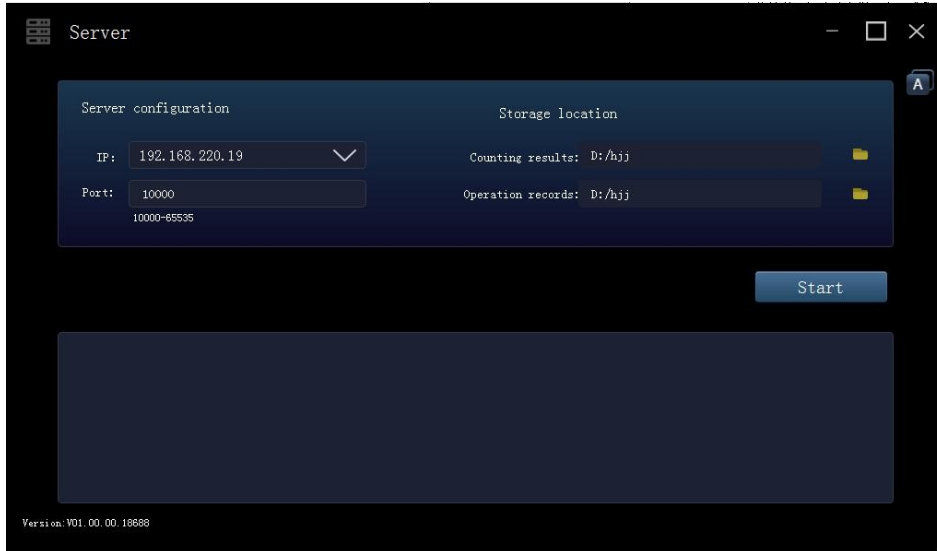 Server
A
Server configuration
Storage location
IP: 192.168.220.19
Counting results: D:/hjj
Port: 10000
Operation records: D:/hjj
10000-65535
Start
Version:V01.00.00.18688